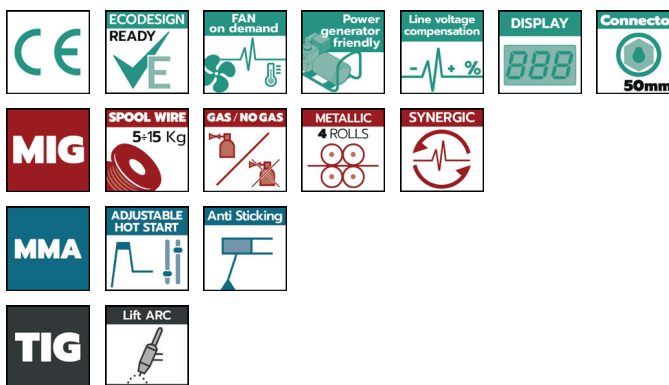 CE
ECODESIGN
READY
E
FAN
on demand
Power
generator
friendly
Line voltage
compensation
- + %
DISPLAY
888
Connecto
50mm
MIG
SPOOL WIRE
5÷15 Kg
GAS / NO GAS
METALLIC
4 ROLLS
SYNERGIC
MMA
ADJUSTABLE
HOT START
Anti Sticking
TIG
Lift ARC